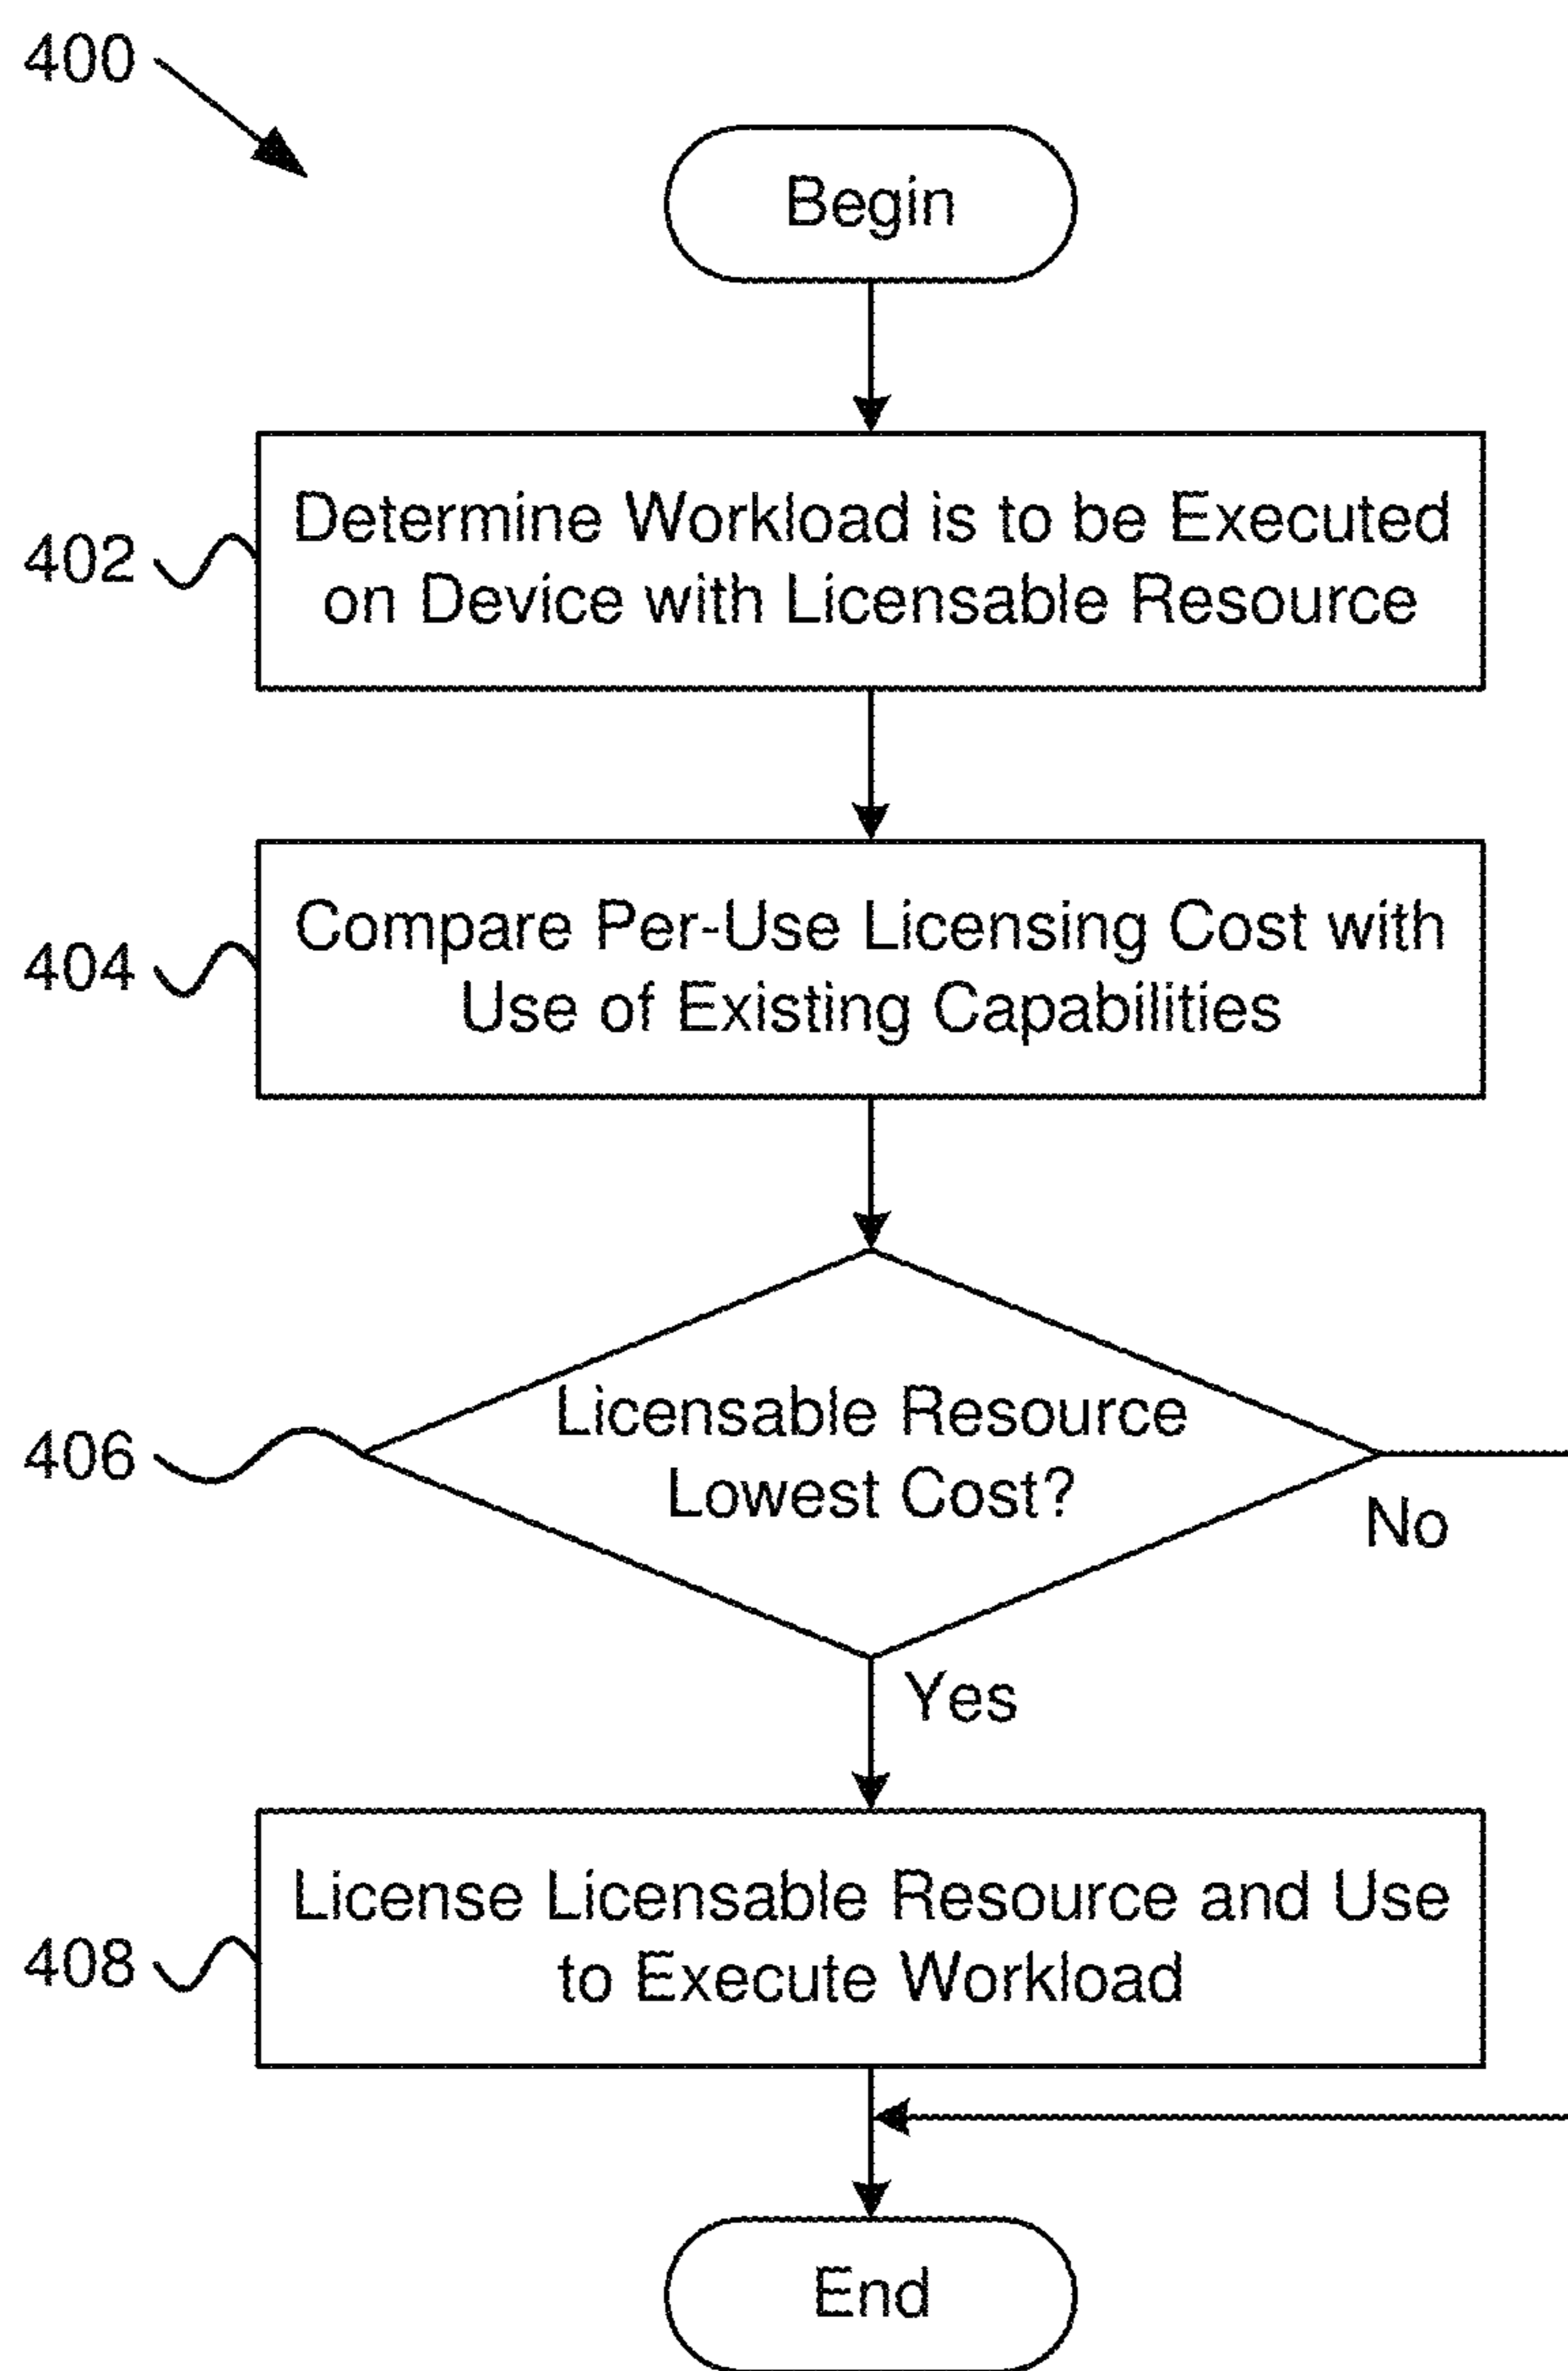 400
Begin
402
Determine Workload is to be Executed
on Device with Licensable Resource
404
Compare Per-Use Licensing Cost with
Use of Existing Capabilities
406
Licensable Resource
Lowest Cost?
No
Yes
408
License Licensable Resource and Use
to Execute Workload
End